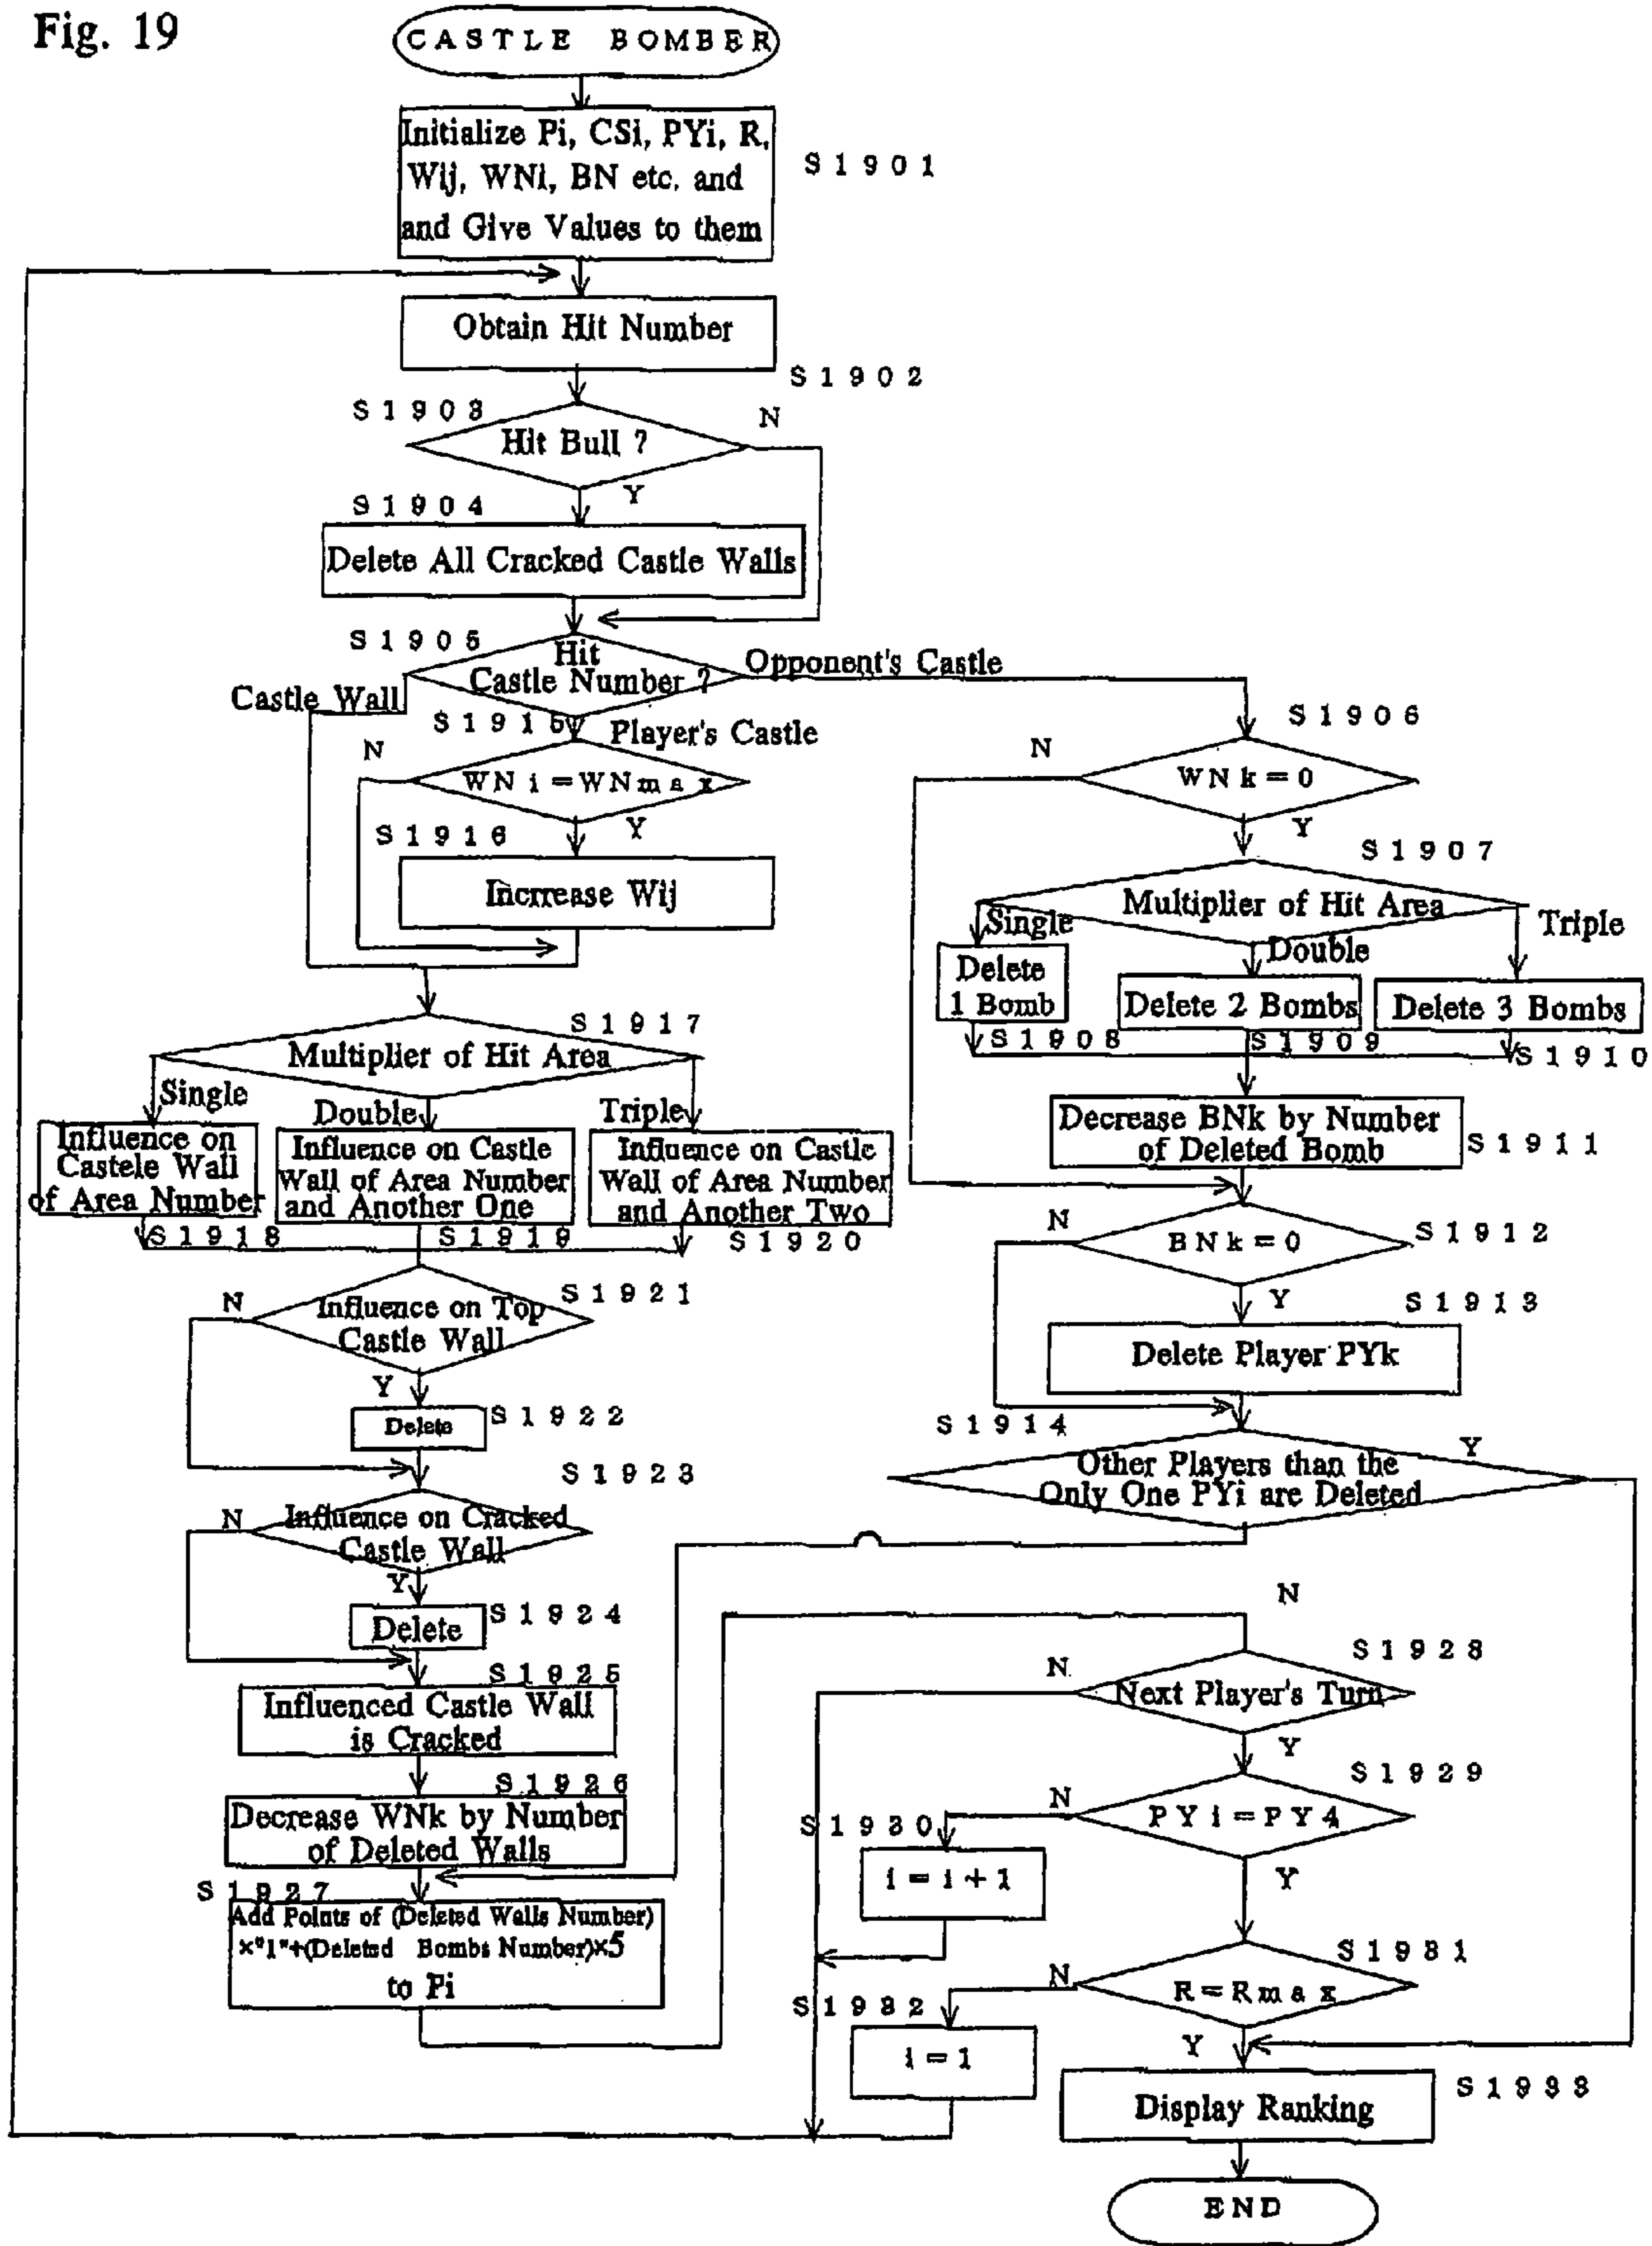 Fig. 19
CASTLE BOMBER
Initialize Pi, CSi, PYi, R,
Wij, WNi, BN etc. and
and Give Values to them
S1901
Obtain Hit Number
S1902
S1903
Hit Bull ?
N
Y
S1904
Delete All Cracked Castle Walls
S1905
Hit
Castle Number ?
Opponent's Castle
Castle Wall
S1915
Player's Castle
N
WNi=WNmax
Y
S1916
Incrrease Wij
S1906
N
WNk=0
Y
S1907
Multiplier of Hit Area
Single
Double
Triple
Delete
1 Bomb
Delete 2 Bombs
Delete 3 Bombs
S1908
S1909
S1910
Decrease BNk by Number
of Deleted Bomb
S1911
N
BNk=0
S1912
Y
S1913
Delete Player PYk
S1914
Other Players than the
Only One PYi are Deleted
Y
N
S1917
Multiplier of Hit Area
Single
Double
Triple
Influence on
Castele Wall
of Area Number
Influence on Castle
Wall of Area Number
and Another One
Influence on Castle
Wall of Area Number
and Another Two
S1918
S1919
S1920
S1921
N
Influence on Top
Castle Wall
Y
Delete
S1922
S1923
N
Influence on Cracked
Castle Wall
Y
Delete
S1924
S1925
Influenced Castle Wall
is Cracked
S1926
Decrease WNk by Number
of Deleted Walls
S1927
Add Points of (Deleted Walls Number)
×"1"+(Deleted Bombs Number)×5
to Pi
S1928
N
Next Player's Turn
Y
S1929
N
PYi=PY4
Y
S1930
i = i + 1
S1931
N
R=Rmax
Y
S1932
i = 1
Display Ranking
S1933
END